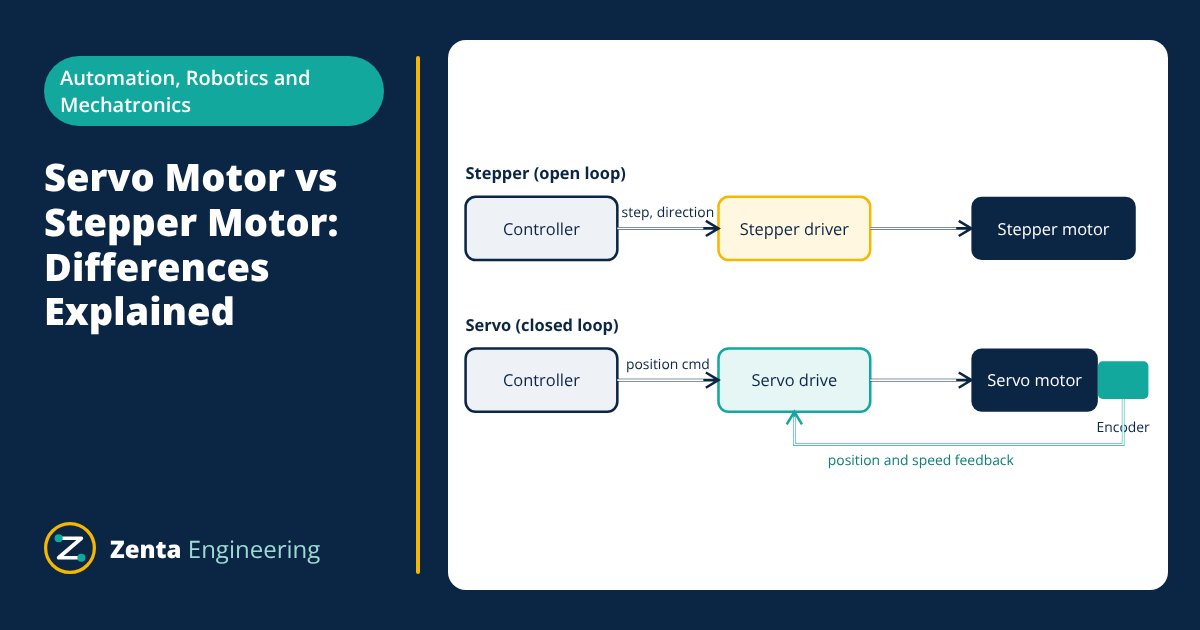 Automation, Robotics and
Mechatronics
Servo Motor vs
Stepper Motor:
Differences
Explained
Zenta Engineering
Stepper (open loop)
Controller
step, direction
Stepper driver
Stepper motor
Servo (closed loop)
Controller
position cmd
Servo drive
Servo motor
Encoder
position and speed feedback